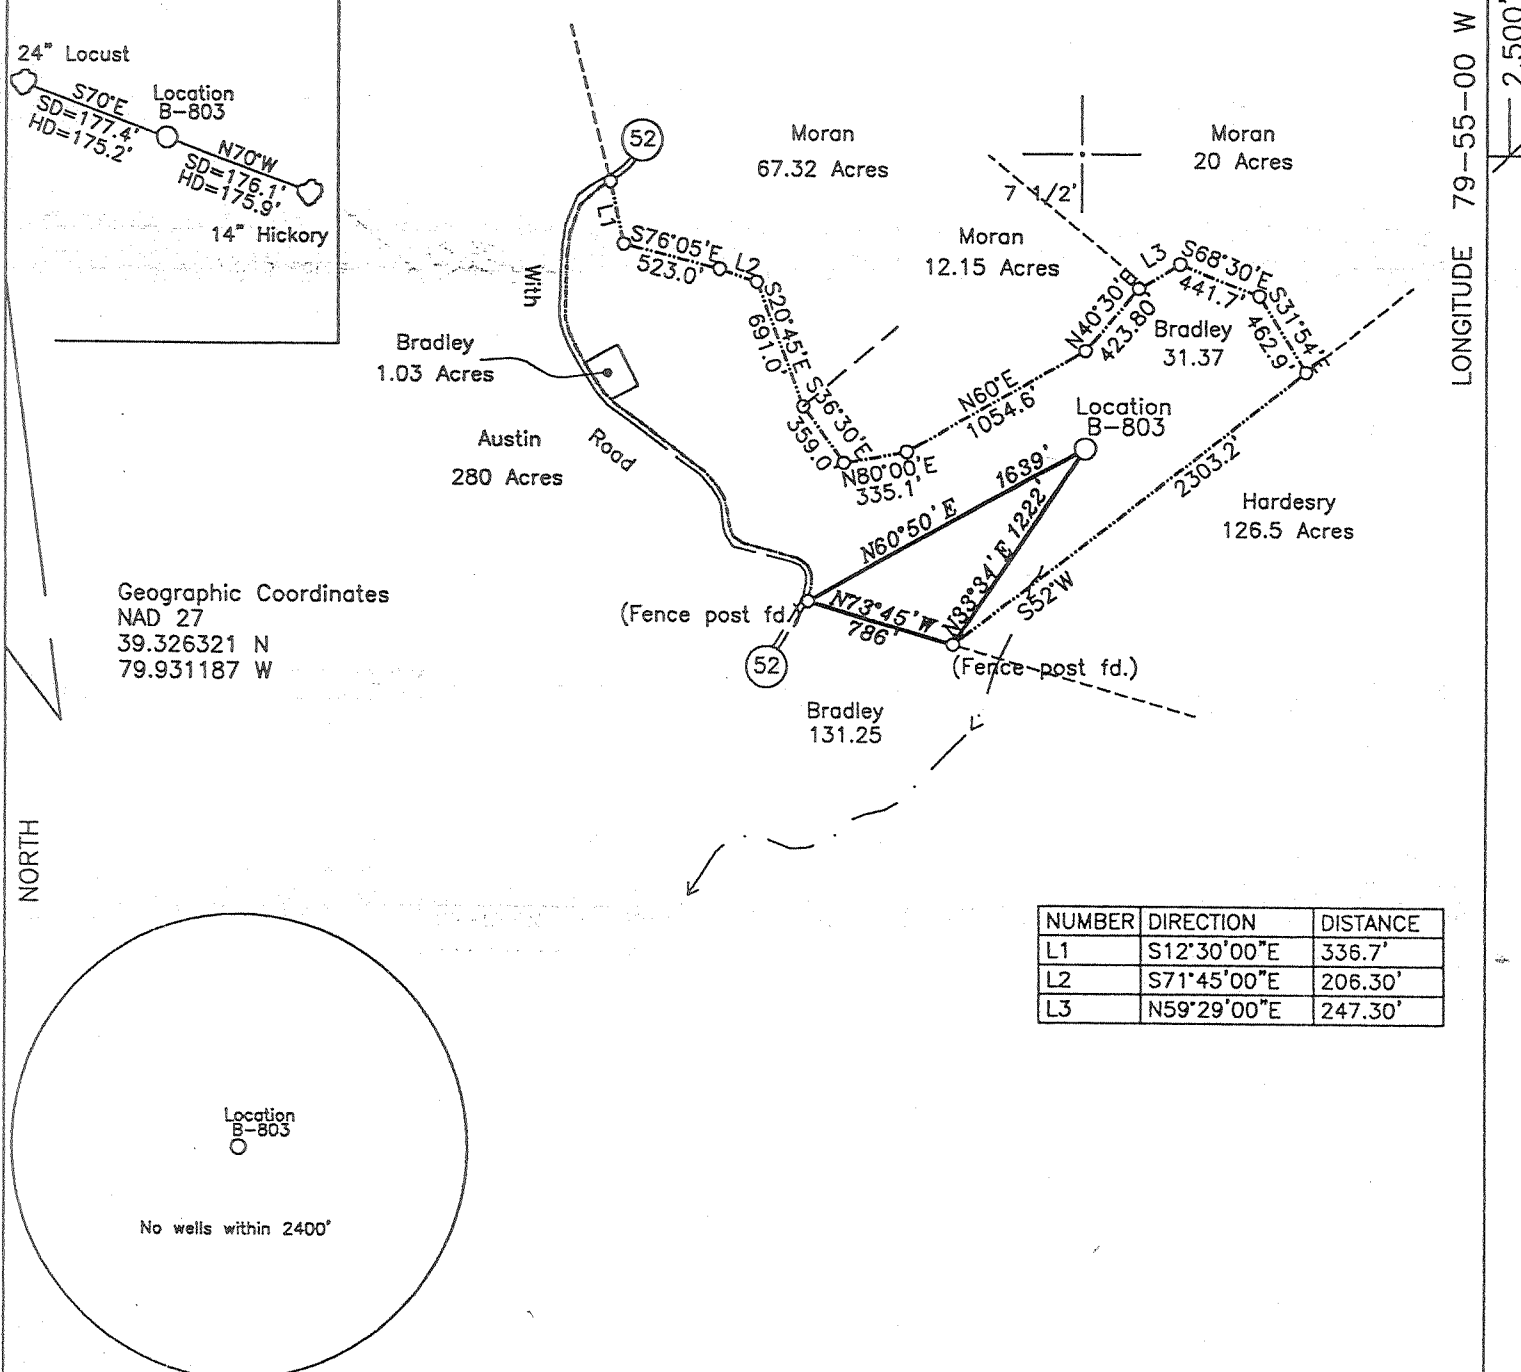 24" Locust
S70°E
SD=177.4'
HD=175.2'
Location
B-803
N70°W
SD=176.1'
HD=175.9'
14" Hickory
52
Moran
67.32 Acres
Moran
20 Acres
7 1/2'
Moran
12.15 Acres
LONGITUDE 79-55-00 W
2,500'
L1
S76°05'E
523.0'
L2
S20°45'E
691.0'
S36°30'E
359.0'
N80°00'E
335.1'
N60°E
1054.6'
N40°30'E
423.80'
L3
S68°30'E
441.7'
S31°54'E
462.9'
Bradley
31.37
With
Road
Bradley
1.03 Acres
Austin
280 Acres
Location
B-803
2303.2'
S52°W
Hardesry
126.5 Acres
N60°50'E 1639'
N33°34'E 1222'
N73°45'W
786'
(Fence post fd.)
(Fence post fd.)
52
Bradley
131.25
Geographic Coordinates
NAD 27
39.326321 N
79.931187 W
NORTH
NUMBER DIRECTION DISTANCE
L1 S12°30'00"E 336.7'
L2 S71°45'00"E 206.30'
L3 N59°29'00"E 247.30'
Location
B-803
No wells within 2400'